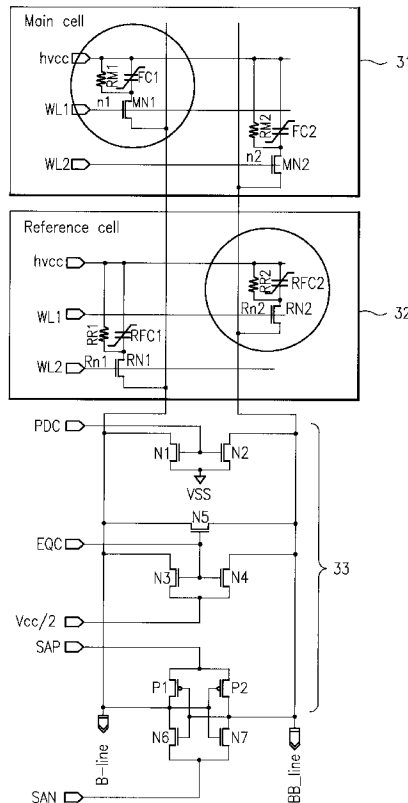 Main cell
31
hvcc
RM1
FC1
WL1
n1
MN1
RM2
FC2
WL2
n2
MN2
Reference cell
hvcc
RR2
RFC2
WL1
Rn2
RN2
32
RR1
RFC1
WL2
Rn1
RN1
PDC
N1
N2
VSS
N5
EQC
33
N3
N4
Vcc/2
SAP
P1
P2
N6
N7
B-line
BB_line
SAN